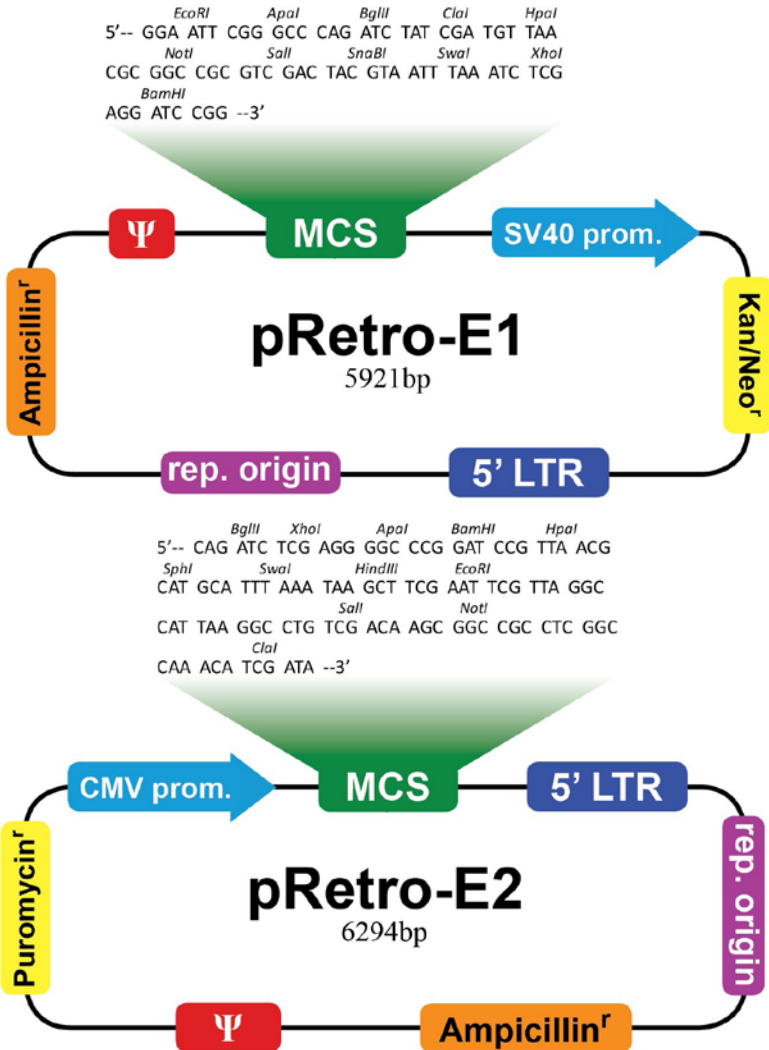 EcoRI ApaI BglII ClaI HpaI
5'-- GGA ATT CGG GCC CAG ATC TAT CGA TGT TAA
NotI SalI SnaBI SwaI XhoI
CGC GGC CGC GTC GAC TAC GTA ATT TAA ATC TCG
BamHI
AGG ATC CGG --3'
Ψ
MCS
SV40 prom.
Ampicillinʳ
pRetro-E1
5921bp
Kan/Neoʳ
rep. origin
5' LTR
BglII XhoI ApaI BamHI HpaI
5'-- CAG ATC TCG AGG GGC CCG GAT CCG TTA ACG
SphI SwaI HindIII EcoRI
CAT GCA TTT AAA TAA GCT TCG AAT TCG TTA GGC
SalI NotI
CAT TAA GGC CTG TCG ACA AGC GGC CGC CTC GGC
ClaI
CAA ACA TCG ATA --3'
CMV prom.
MCS
5' LTR
Puromycinʳ
pRetro-E2
6294bp
rep. origin
Ψ
Ampicillinʳ